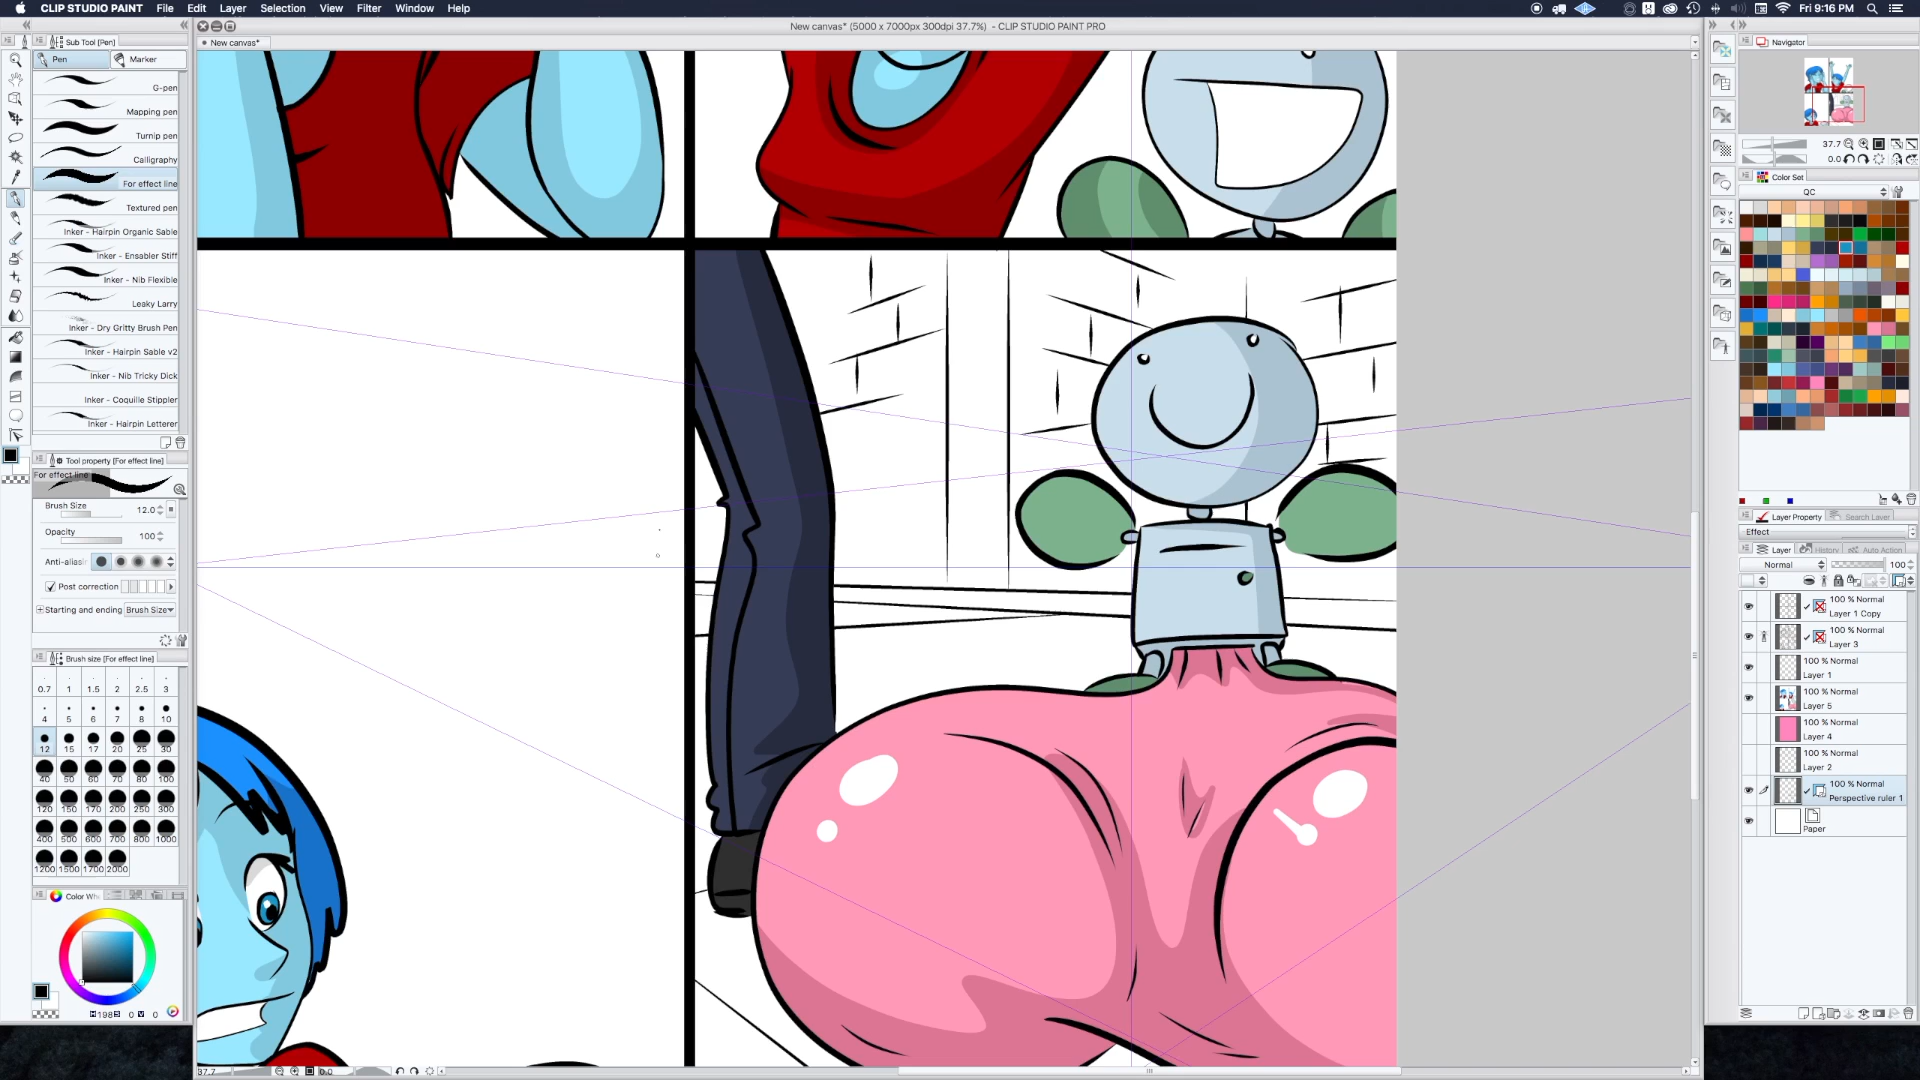 CLIP STUDIO PAINT File Edit Layer Selection View Filter Window Help
Fri 9:16 PM
New canvas* (5000 x 7000px 300dpi 37.7%) - CLIP STUDIO PAINT PRO
New canvas*
Sub Tool [Pen]
Pen
Marker
G-pen
Mapping pen
Turnip pen
Calligraphy
For effect line
Textured pen
Inker - Hairpin Organic Sable
Inker - Ensabler Stiff
Inker - Nib Flexible
Leaky Larry
Inker - Dry Gritty Brush Pen
Inker - Hairpin Sable v2
Inker - Nib Tricky Dick
Inker - Coquille Stippler
Inker - Hairpin Letterer
Tool property [For effect line]
For effect line
Brush Size 12.0
Opacity 100
Anti-aliasi
Post correction
Starting and ending Brush Size
Brush size [For effect line]
0.7 1 1.5 2 2.5 3
4 5 6 7 8 10
12 15 17 20 25 30
40 50 60 70 80 100
120 150 170 200 250 300
400 500 600 700 800 1000
1200 1500 1700 2000
Color Wh
H 198 S 0 V 0
37.7 0.0
Navigator
37.7
0.0
Color Set
QC
Layer Property Search Layer
Effect
Layer History Auto Action
Normal 100
100 % Normal
Layer 1 Copy
100 % Normal
Layer 3
100 % Normal
Layer 1
100 % Normal
Layer 5
100 % Normal
Layer 4
100 % Normal
Layer 2
100 % Normal
Perspective ruler 1
Paper